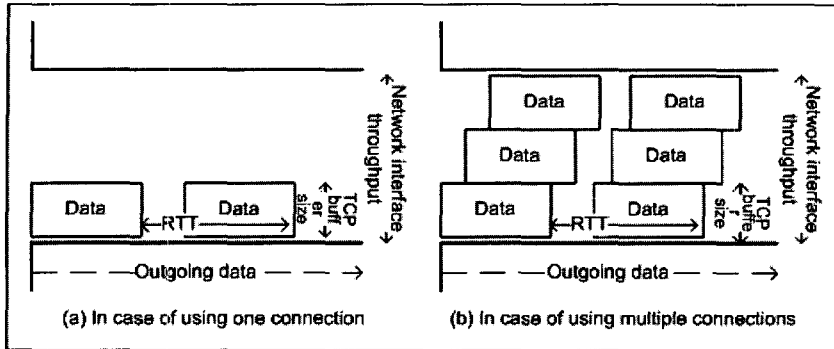 Data
Data
RTT
TCP
buff
er
size
Network interface
throughput
Outgoing data
(a) In case of using one connection
Data
Data
Data
Data
Data
Data
RTT
TCP
buffe
r
size
Network interface
throughput
Outgoing data
(b) In case of using multiple connections